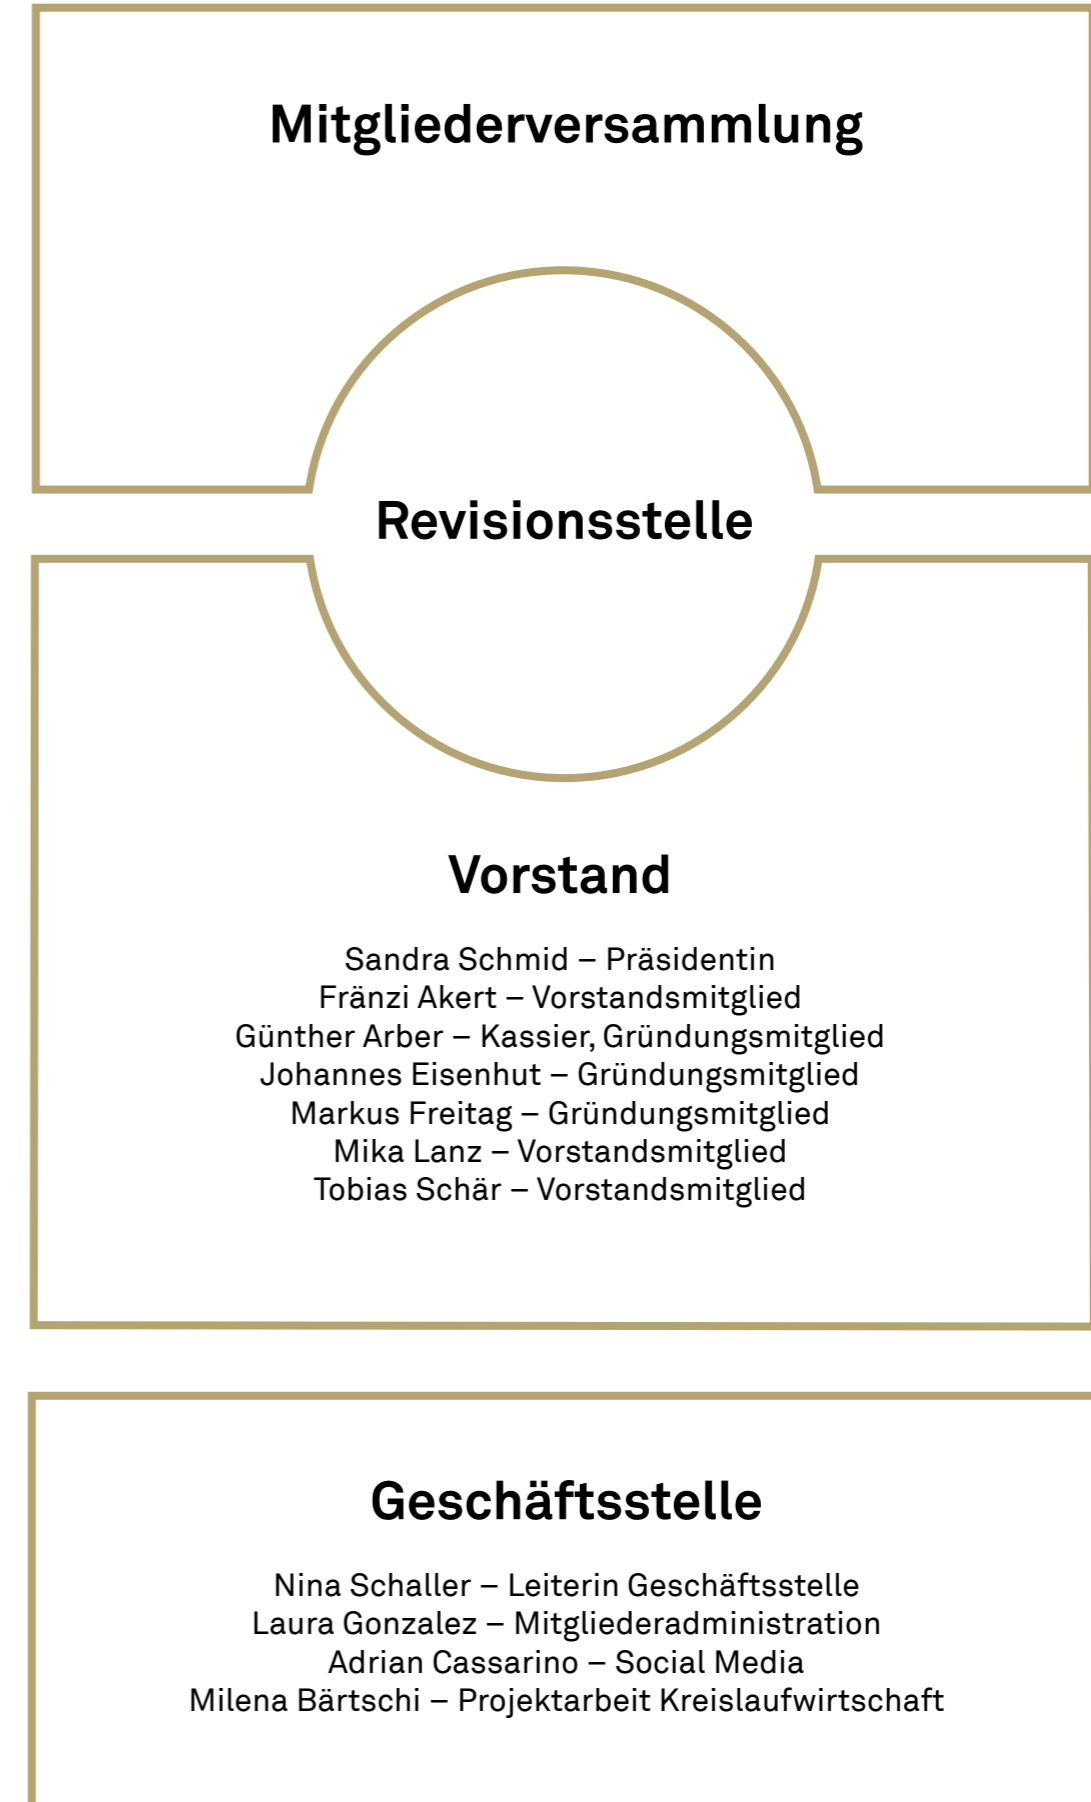 Mitgliederversammlung
Revisionsstelle
Vorstand
Sandra Schmid – Präsidentin
Fränzi Akert – Vorstandsmitglied
Günther Arber – Kassier, Gründungsmitglied
Johannes Eisenhut – Gründungsmitglied
Markus Freitag – Gründungsmitglied
Mika Lanz – Vorstandsmitglied
Tobias Schär – Vorstandsmitglied
Geschäftsstelle
Nina Schaller – Leiterin Geschäftsstelle
Laura Gonzalez – Mitgliederadministration
Adrian Cassarino – Social Media
Milena Bärtschi – Projektarbeit Kreislaufwirtschaft